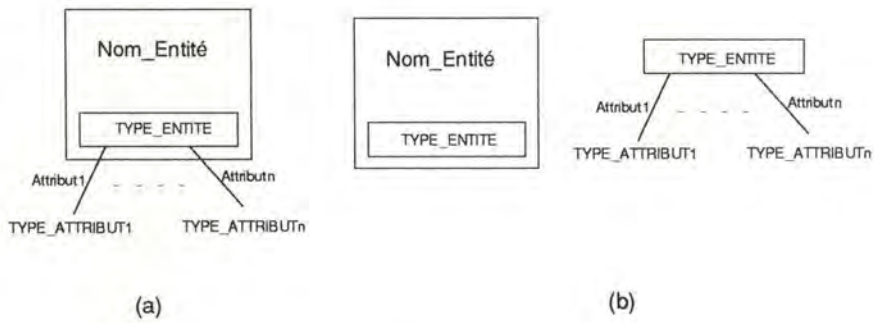 Nom_Entité
TYPE_ENTITE
Attribut1
Attributn
TYPE_ATTRIBUT1
TYPE_ATTRIBUTn
(a)
Nom_Entité
TYPE_ENTITE
TYPE_ENTITE
Attribut1
Attributn
TYPE_ATTRIBUT1
TYPE_ATTRIBUTn
(b)